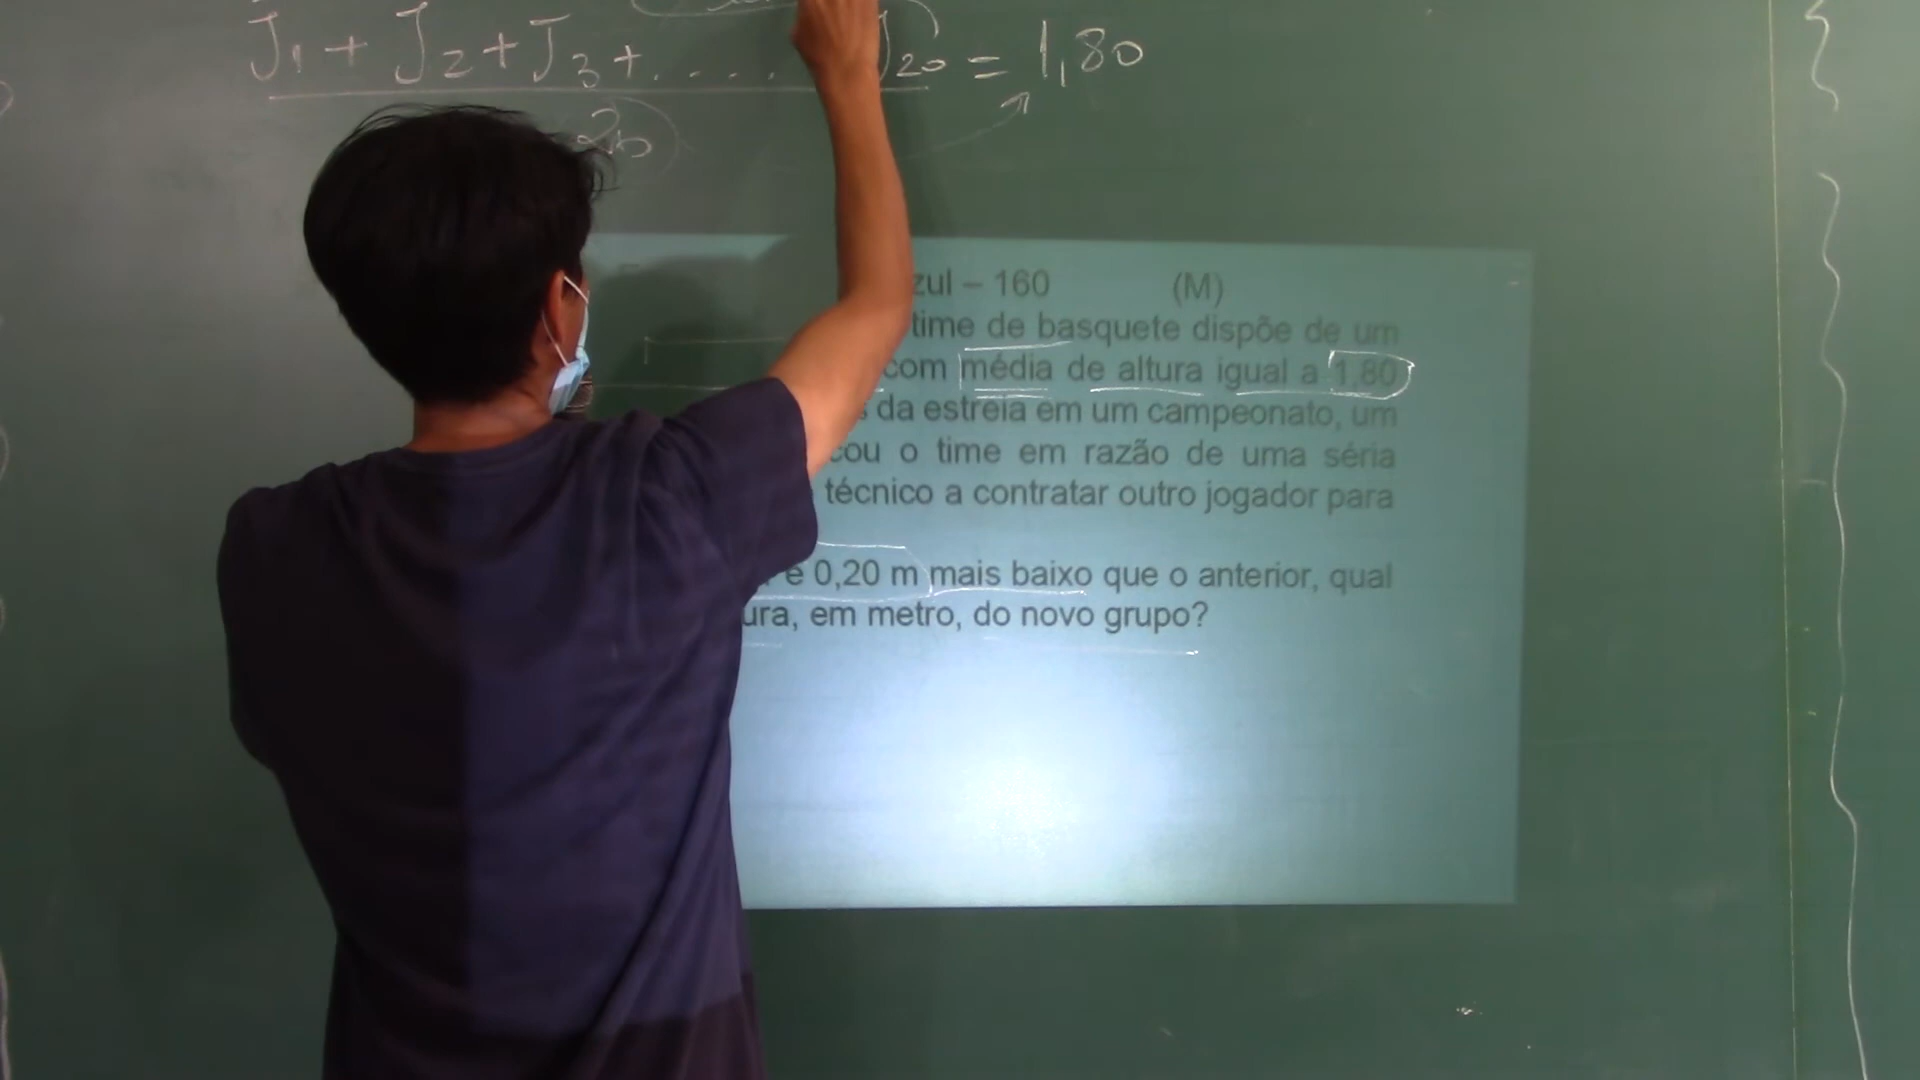 J1 + J2 + J3 + ..... J20 = 1,80
20
zul – 160 (M)
time de basquete dispõe de um
com média de altura igual a 1,80
da estreia em um campeonato, um
cou o time em razão de uma séria
técnico a contratar outro jogador para
é 0,20 m mais baixo que o anterior, qual
ura, em metro, do novo grupo?